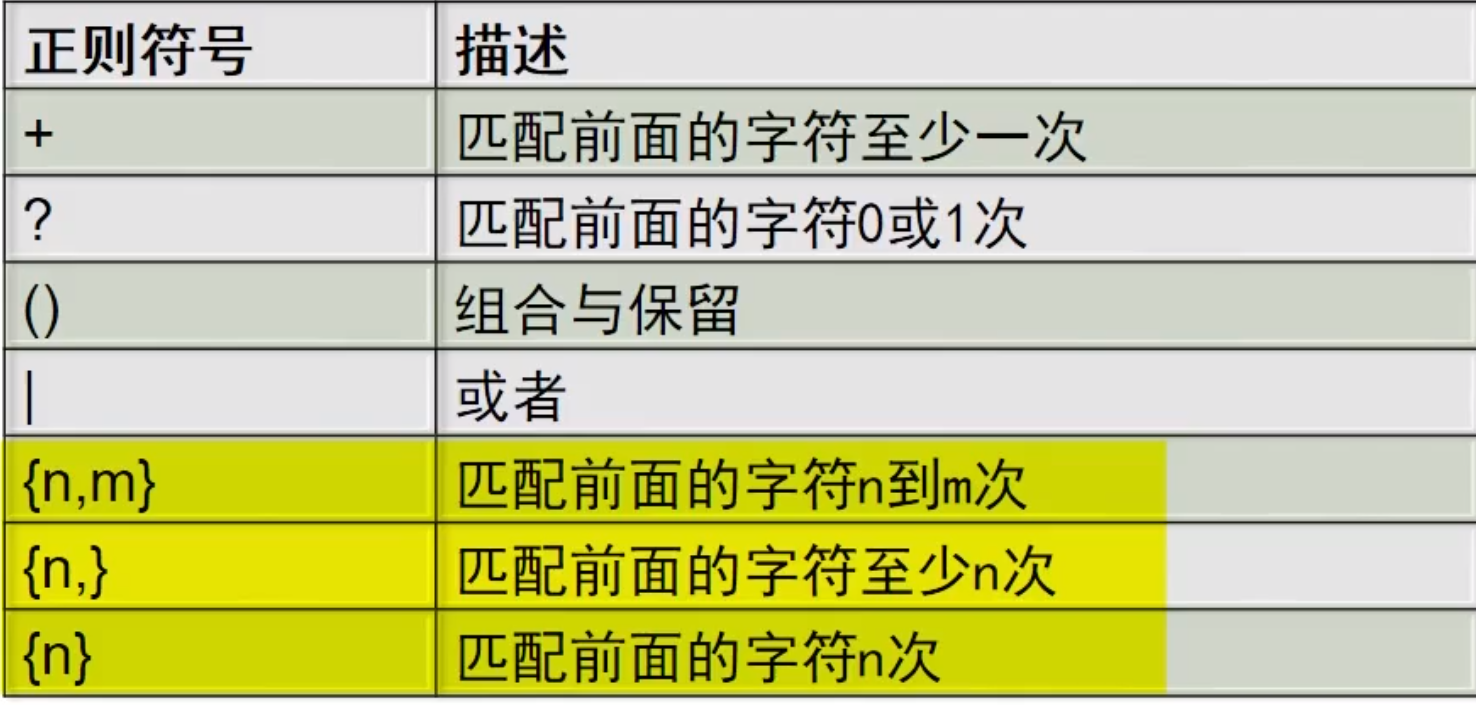 正则符号 描述
+ 匹配前面的字符至少一次
? 匹配前面的字符0或1次
() 组合与保留
| 或者
{n,m} 匹配前面的字符n到m次
{n,} 匹配前面的字符至少n次
{n} 匹配前面的字符n次